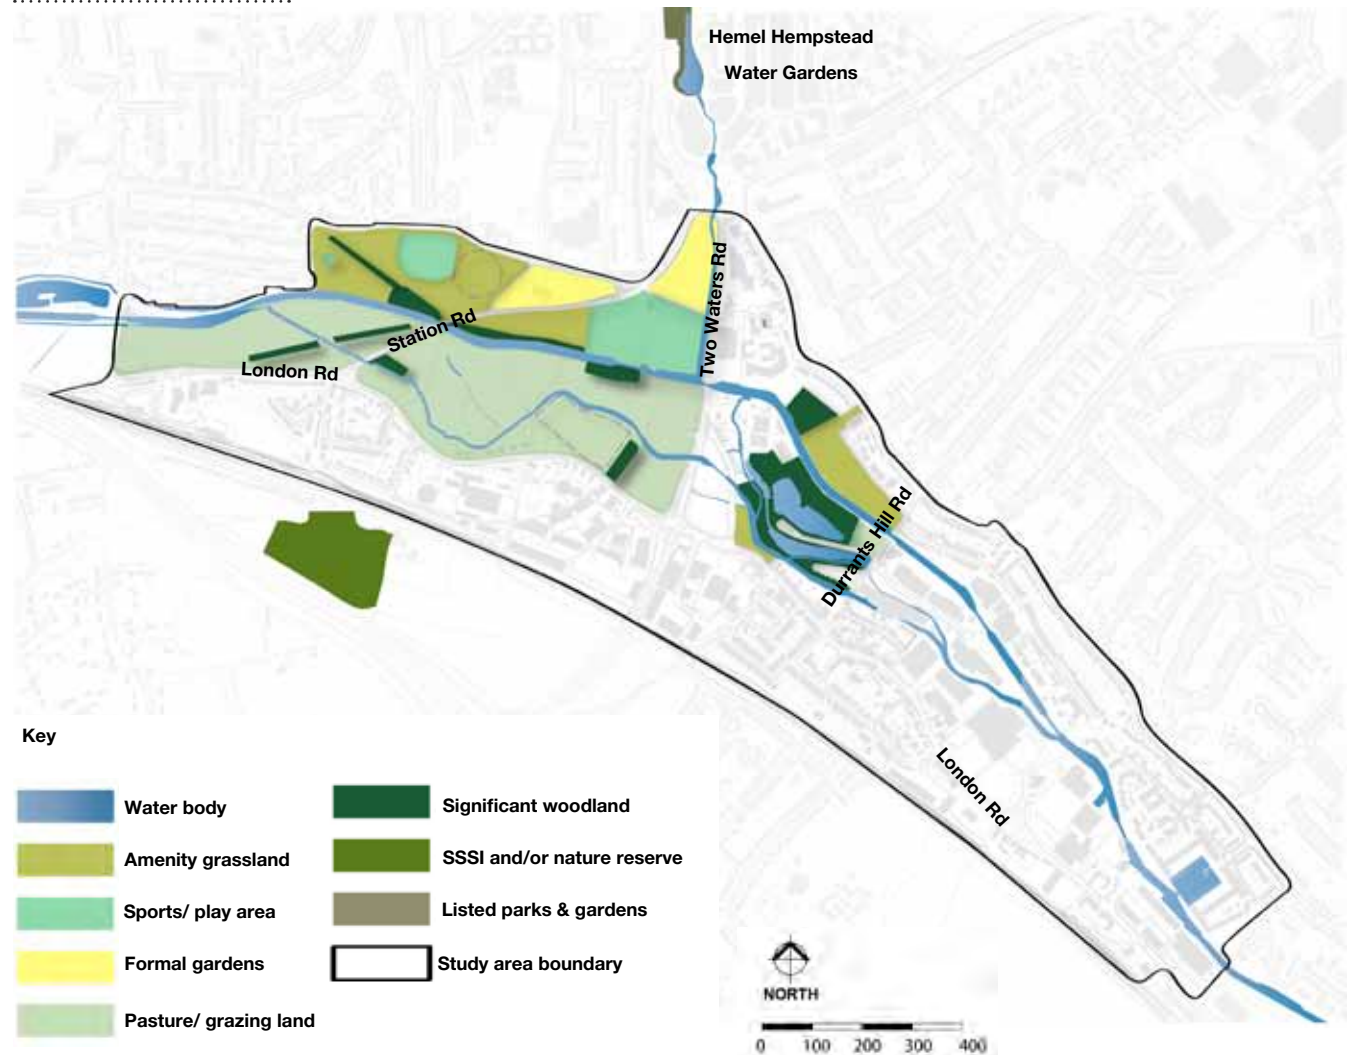 Hemel Hempstead
Water Gardens
Two Waters Rd
Station Rd
London Rd
Durrants Hill Rd
London Rd
Key
Water body
Amenity grassland
Sports/ play area
Formal gardens
Pasture/ grazing land
Significant woodland
SSSI and/or nature reserve
Listed parks & gardens
Study area boundary
NORTH
0 100 200 300 400